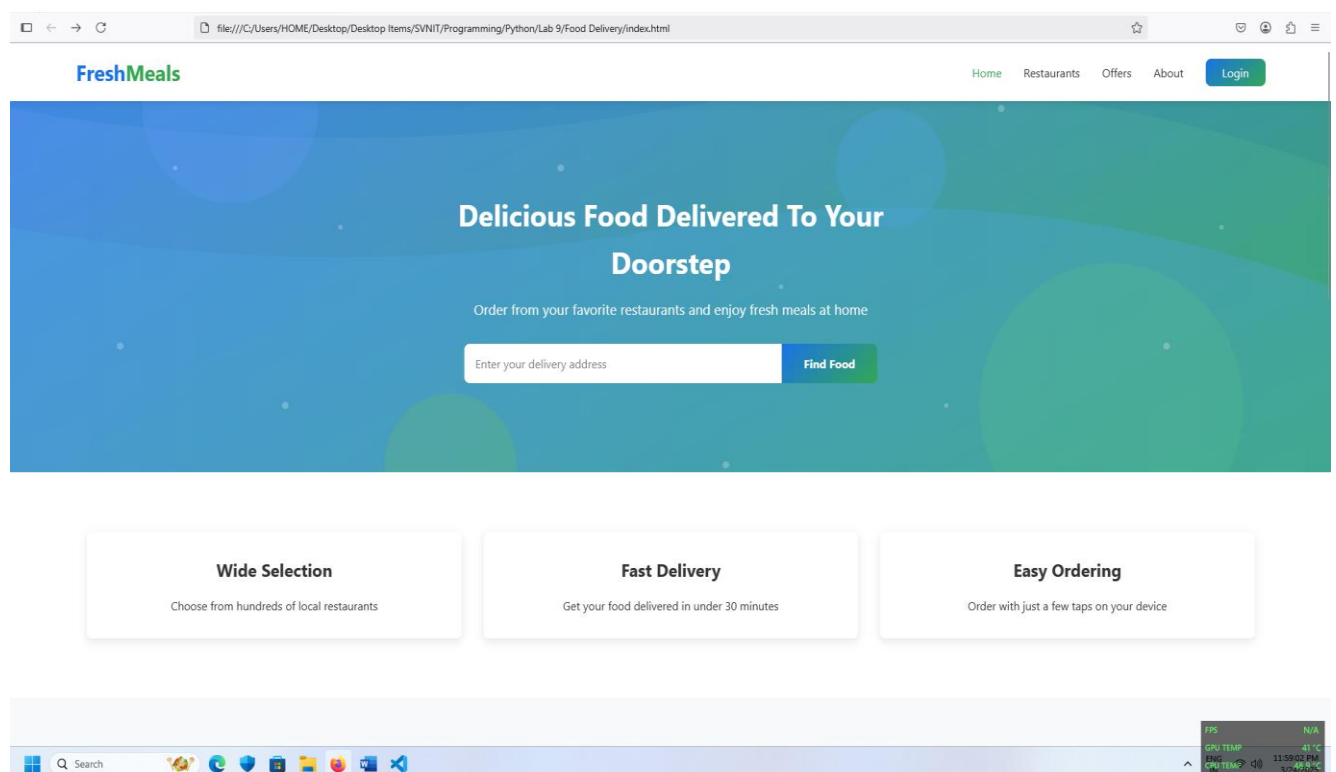 file:///C:/Users/HOME/Desktop/Desktop Items/SVNIT/Programming/Python/Lab 9/Food Delivery/index.html
FreshMeals
Home Restaurants Offers About Login
Delicious Food Delivered To Your
Doorstep
Order from your favorite restaurants and enjoy fresh meals at home
Enter your delivery address Find Food
Wide Selection Fast Delivery Easy Ordering
Choose from hundreds of local restaurants Get your food delivered in under 30 minutes Order with just a few taps on your device
FPS N/A
GPU TEMP 41 °C
Search ENG 11:59:02 PM
CPU TEMP